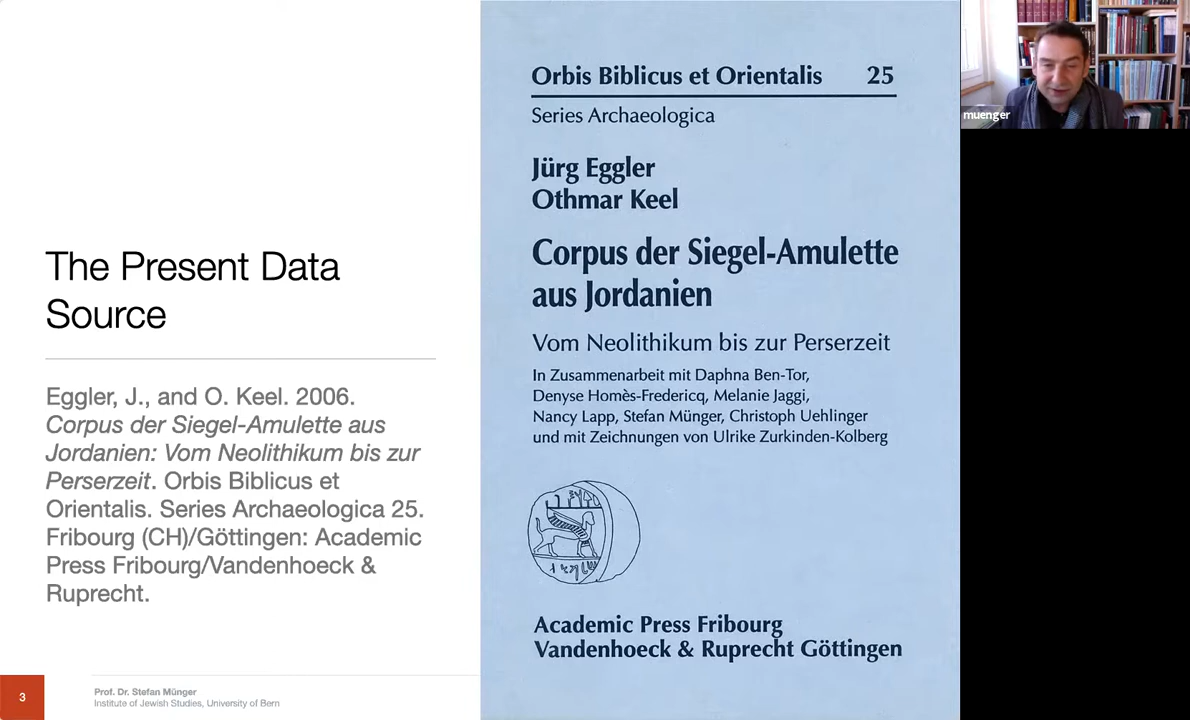 The Present Data
Source
Eggler, J., and O. Keel. 2006.
Corpus der Siegel-Amulette aus
Jordanien: Vom Neolithikum bis zur
Perserzeit. Orbis Biblicus et
Orientalis. Series Archaeologica 25.
Fribourg (CH)/Göttingen: Academic
Press Fribourg/Vandenhoeck &
Ruprecht.
3
Prof. Dr. Stefan Münger
Institute of Jewish Studies, University of Bern
Orbis Biblicus et Orientalis 25
Series Archaeologica
Jürg Eggler
Othmar Keel
Corpus der Siegel-Amulette
aus Jordanien
Vom Neolithikum bis zur Perserzeit
In Zusammenarbeit mit Daphna Ben-Tor,
Denyse Homès-Fredericq, Melanie Jaggi,
Nancy Lapp, Stefan Münger, Christoph Uehlinger
und mit Zeichnungen von Ulrike Zurkinden-Kolberg
Academic Press Fribourg
Vandenhoeck & Ruprecht Göttingen
muenger